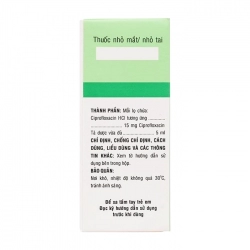 Thuốc nhỏ mắt/ nhỏ tai
THÀNH PHẦN: Mỗi lọ chứa:
Ciprofloxacin HCl tương ứng
15 mg Ciprofloxacin
Tá dược vừa đủ 5 ml
CHỈ ĐỊNH, CHỐNG CHỈ ĐỊNH, CÁCH
DÙNG, LIỀU DÙNG VÀ CÁC THÔNG
TIN KHÁC: Xem tờ hướng dẫn sử dụng
bên trong hộp.
BẢO QUẢN:
Nơi khô, nhiệt độ không quá 30°C,
tránh ánh sáng.
Để xa tầm tay trẻ em
Đọc kỹ hướng dẫn sử dụng
trước khi dùng